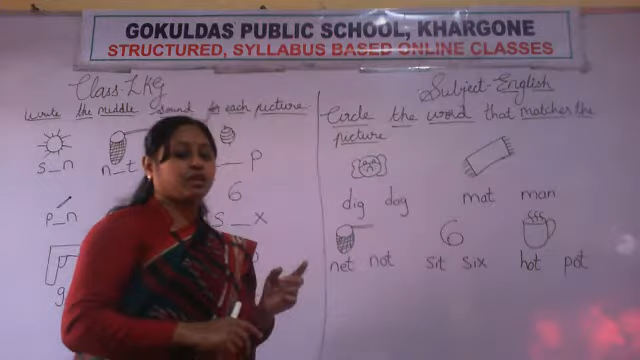 GOKULDAS PUBLIC SCHOOL, KHARGONE
STRUCTURED, SYLLABUS BASED ONLINE CLASSES
Class-LKG
Subject-English
Write the middle sound for each picture
s_n
n_t
_ p
p_n
6
s_x
g
Circle the word that matches the
picture
dig dog
mat man
net not
6
sit six
hot pot